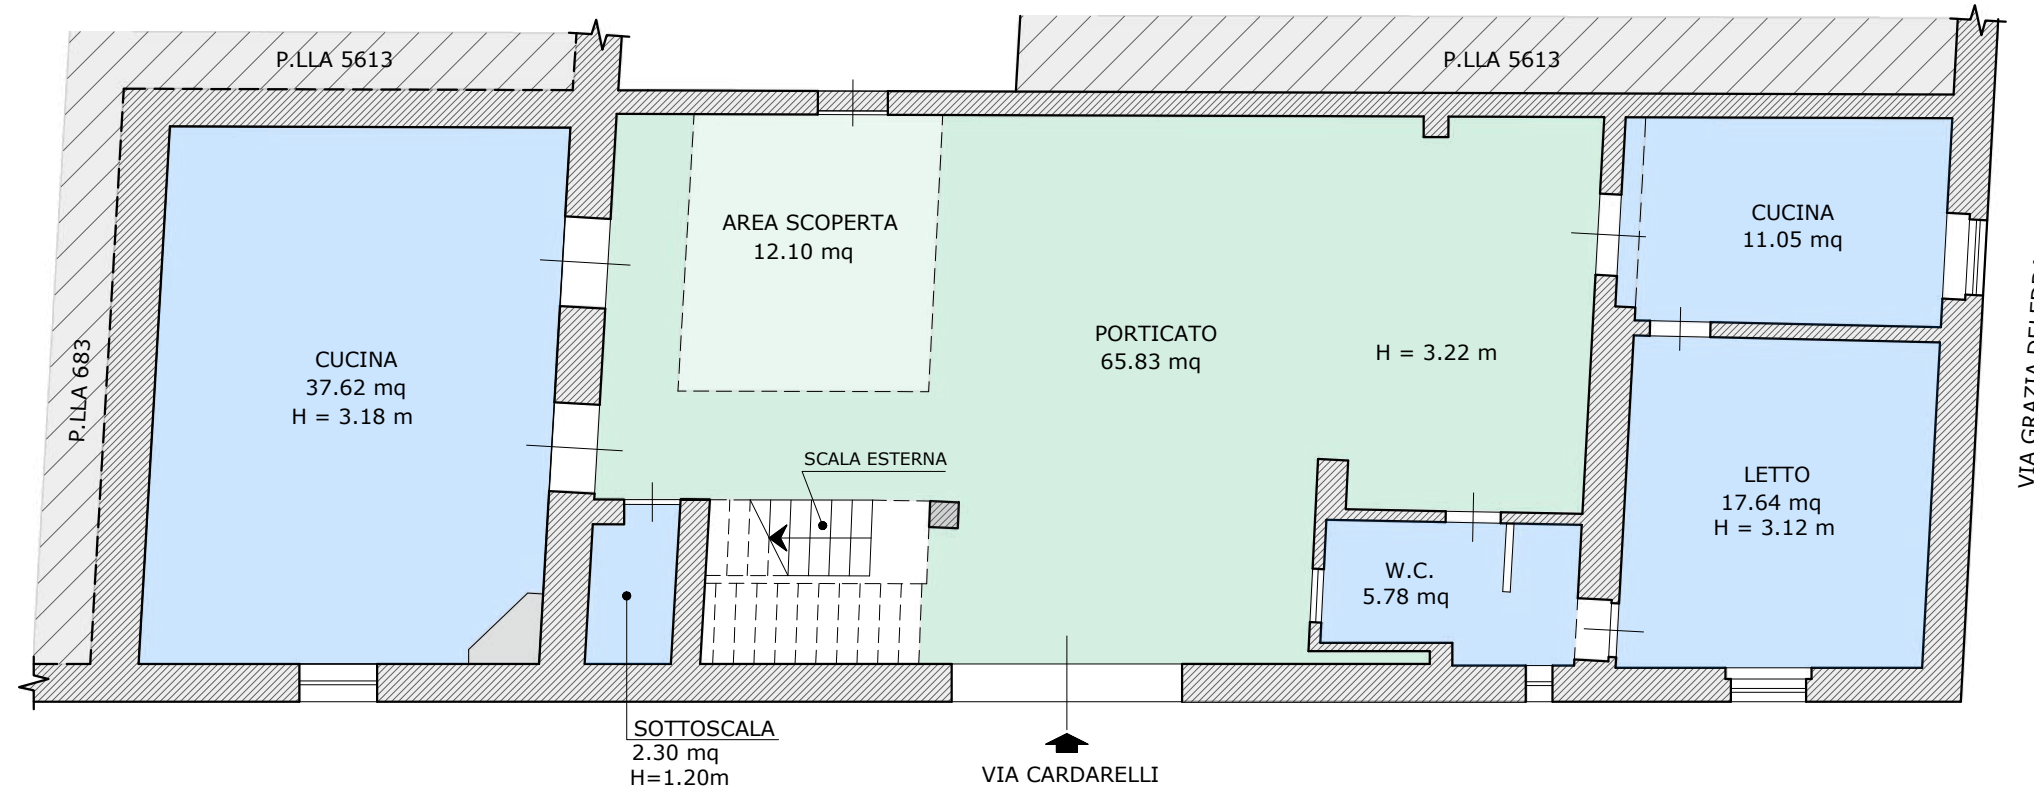 P.LLA 5613
P.LLA 5613
P.LLA 683
CUCINA
37.62 mq
H = 3.18 m
AREA SCOPERTA
12.10 mq
PORTICATO
65.83 mq
H = 3.22 m
CUCINA
11.05 mq
LETTO
17.64 mq
H = 3.12 m
SCALA ESTERNA
W.C.
5.78 mq
SOTTOSCALA
2.30 mq
H=1.20m
VIA CARDARELLI
VIA GRAZIA